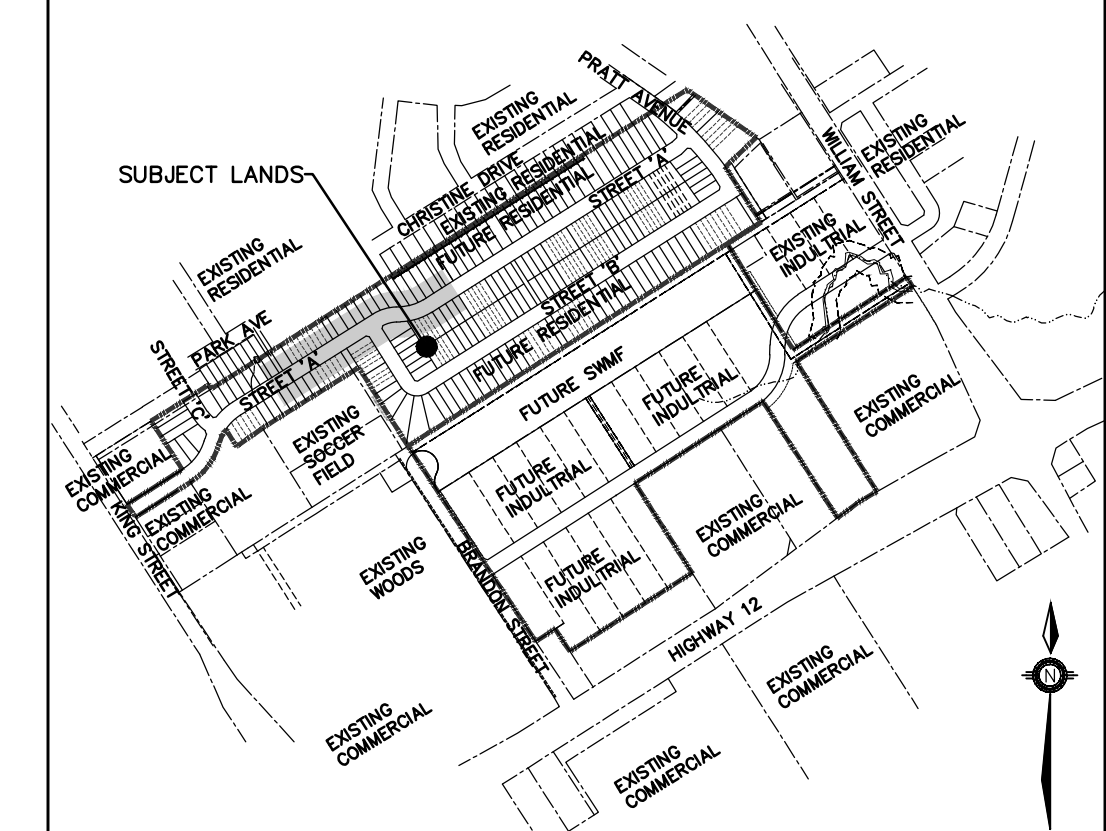 PRATT AVENUE
EXISTING
RESIDENTIAL
WILLIAM STREET
EXISTING
RESIDENTIAL
SUBJECT LANDS
CHRISTINE DRIVE
EXISTING RESIDENTIAL
FUTURE RESIDENTIAL
STREET 'A'
EXISTING
RESIDENTIAL
EXISTING
INDULTRIAL
STREET 'B'
FUTURE RESIDENTIAL
PARK AVE
STREET 'C'
STREET 'A'
FUTURE SWMF
FUTURE
INDULTRIAL
EXISTING
COMMERCIAL
EXISTING
SOCCER
FIELD
EXISTING
COMMERCIAL
EXISTING
COMMERCIAL
KING STREET
FUTURE
INDULTRIAL
EXISTING
COMMERCIAL
EXISTING
WOODS
BRANDON STREET
FUTURE
INDULTRIAL
HIGHWAY 12
EXISTING
COMMERCIAL
N
EXISTING
COMMERCIAL
EXISTING
COMMERCIAL